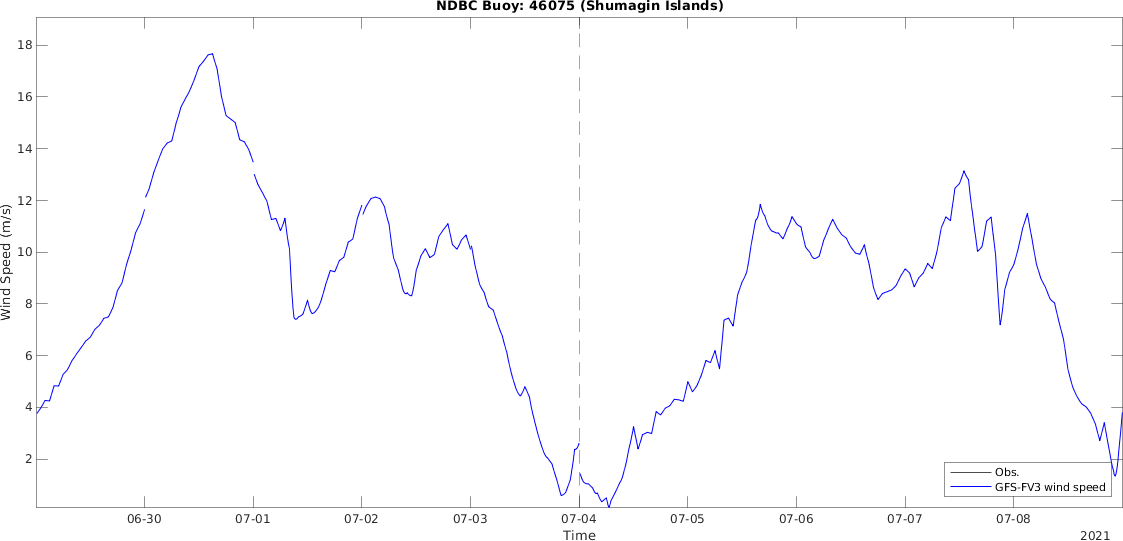 NDBC Buoy: 46075 (Shumagin Islands)
18
16
14
12
10
8
6
4
2
Wind Speed (m/s)
06-30 07-01 07-02 07-03 07-04 07-05 07-06 07-07 07-08
Time
2021
Obs.
GFS-FV3 wind speed